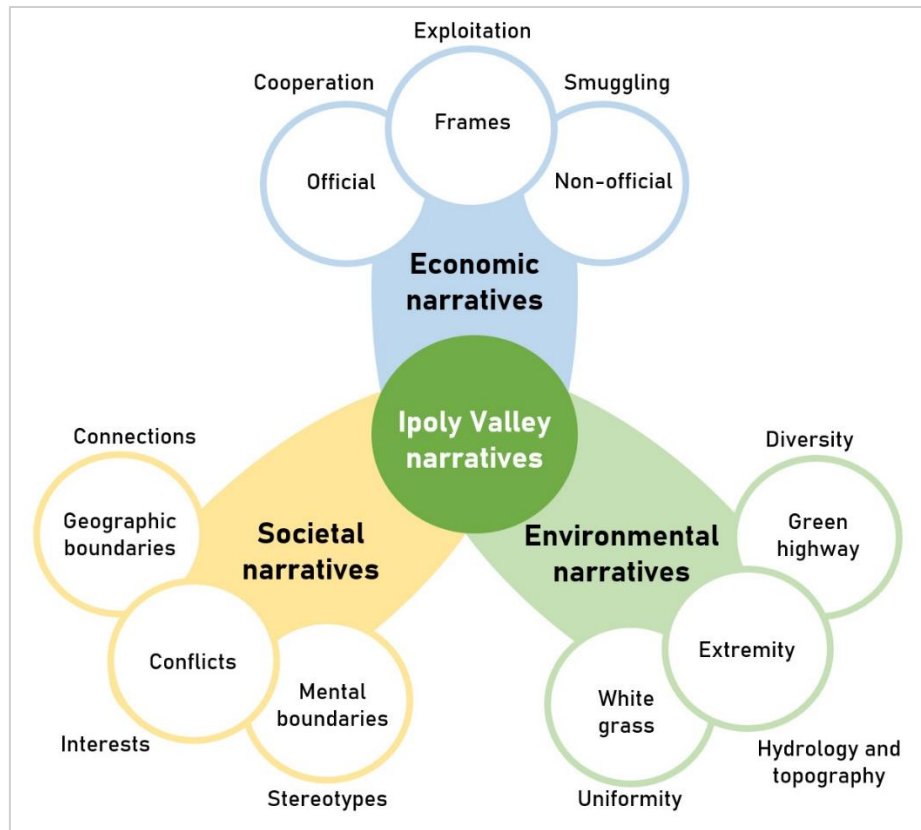 Exploitation
Cooperation
Smuggling
Frames
Official
Non-official
Economic
narratives
Ipoly Valley
narratives
Connections
Geographic
boundaries
Societal
narratives
Conflicts
Mental
boundaries
Interests
Stereotypes
Diversity
Green
highway
Environmental
narratives
Extremity
White
grass
Hydrology and
topography
Uniformity